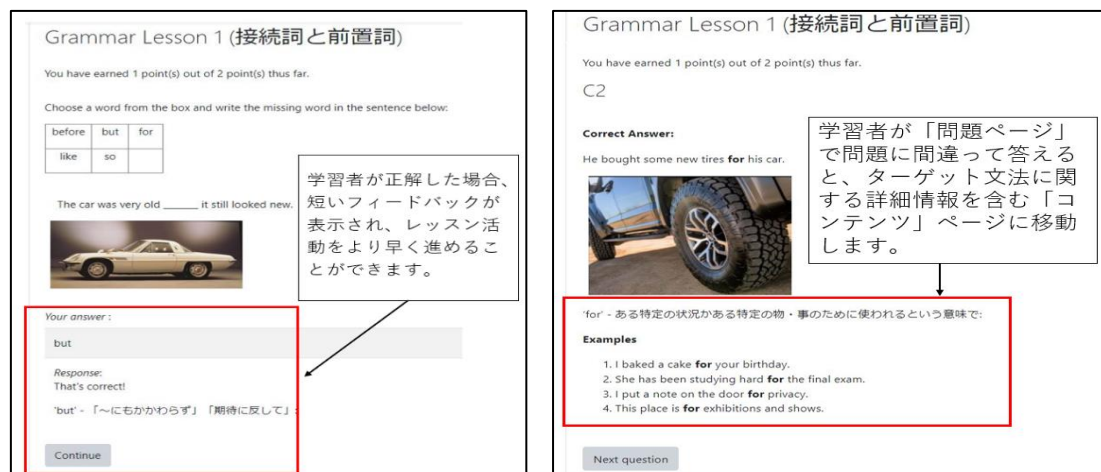 Grammar Lesson 1 (接続詞と前置詞)
You have earned 1 point(s) out of 2 point(s) thus far.
Choose a word from the box and write the missing word in the sentence below:
before but for
like so
The car was very old ______ it still looked new.
学習者が正解した場合、
短いフィードバックが
表示され、レッスン活
動をより早く進めるこ
とができます。
Your answer :
but
Response:
That's correct!
'but' - 「～にもかかわらず」「期待に反して」:
Continue
Grammar Lesson 1 (接続詞と前置詞)
You have earned 1 point(s) out of 2 point(s) thus far.
C2
Correct Answer:
He bought some new tires for his car.
学習者が「問題ページ」
で問題に間違って答える
と、ターゲット文法に関
する詳細情報を含む「コ
ンテンツ」ページに移動
します。
'for' - ある特定の状況かある特定の物・事のために使われるという意味で:
Examples
1. I baked a cake for your birthday.
2. She has been studying hard for the final exam.
3. I put a note on the door for privacy.
4. This place is for exhibitions and shows.
Next question